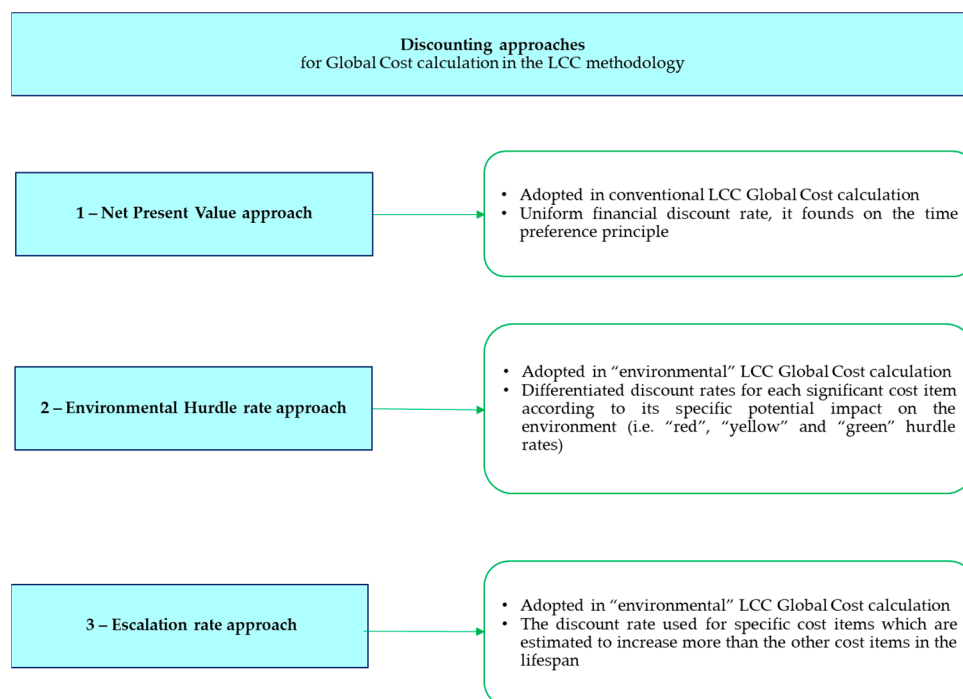 Discounting approaches
for Global Cost calculation in the LCC methodology
1 – Net Present Value approach
• Adopted in conventional LCC Global Cost calculation
• Uniform financial discount rate, it founds on the time
preference principle
2 – Environmental Hurdle rate approach
• Adopted in “environmental” LCC Global Cost calculation
• Differentiated discount rates for each significant cost item
according to its specific potential impact on the
environment (i.e. “red”, “yellow” and “green” hurdle
rates)
3 – Escalation rate approach
• Adopted in “environmental” LCC Global Cost calculation
• The discount rate used for specific cost items which are
estimated to increase more than the other cost items in the
lifespan